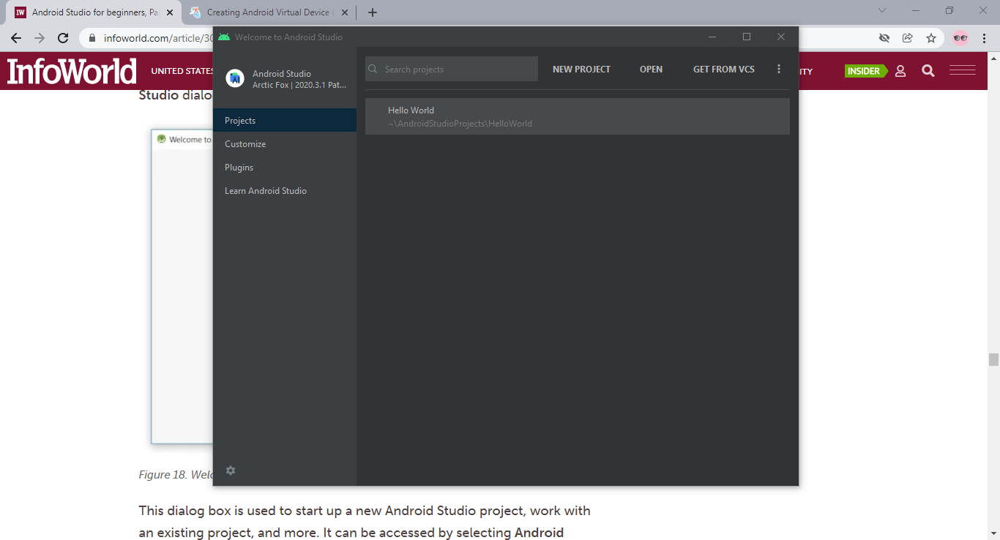 Android Studio for beginners, Pa
Creating Android Virtual Device
infoworld.com/article/30
Welcome to Android Studio
InfoWorld
UNITED STATES
ITY
INSIDER
Android Studio
Arctic Fox | 2020.3.1 Pat...
Search projects
NEW PROJECT
OPEN
GET FROM VCS
Studio dialo
Hello World
~\AndroidStudioProjects\HelloWorld
Projects
Customize
Plugins
Learn Android Studio
Welcome to
Figure 18. Welc
This dialog box is used to start up a new Android Studio project, work with
an existing project, and more. It can be accessed by selecting Android